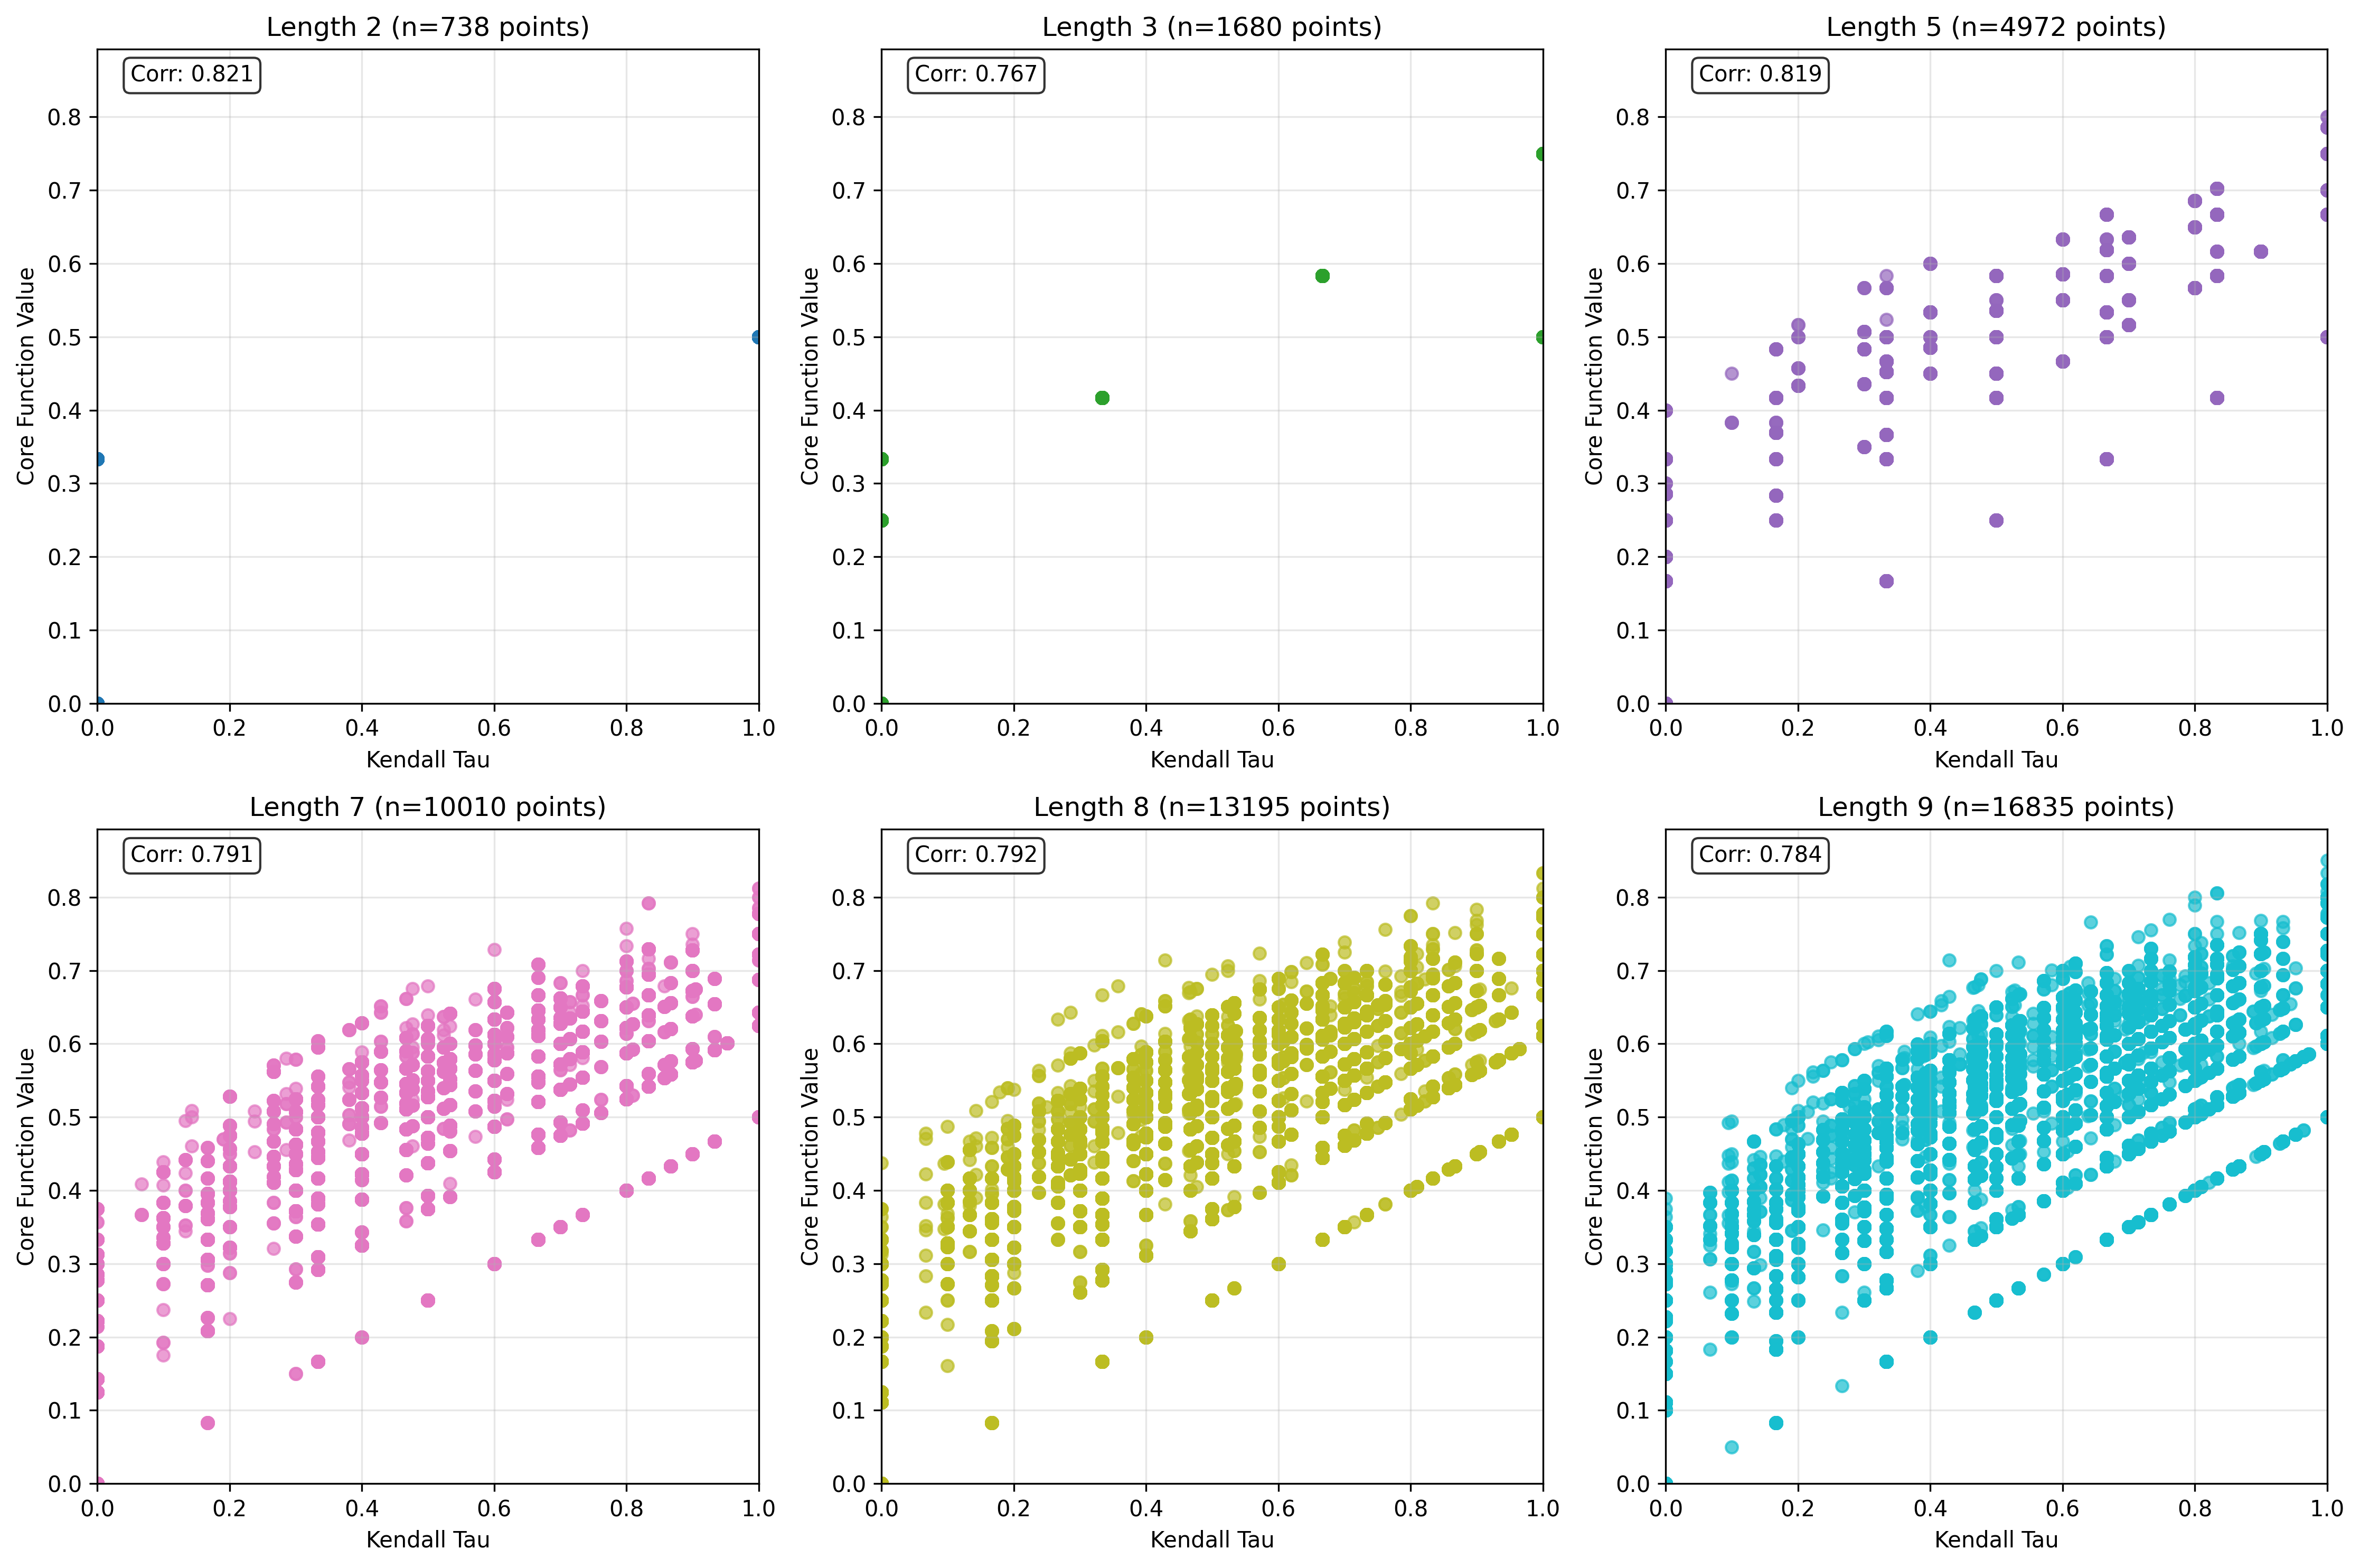 Length 2 (n=738 points)
Corr: 0.821
Core Function Value
0.8
0.7
0.6
0.5
0.4
0.3
0.2
0.1
0.0
0.0 0.2 0.4 0.6 0.8 1.0
Kendall Tau
Length 3 (n=1680 points)
Corr: 0.767
Core Function Value
0.8
0.7
0.6
0.5
0.4
0.3
0.2
0.1
0.0
0.0 0.2 0.4 0.6 0.8 1.0
Kendall Tau
Length 5 (n=4972 points)
Corr: 0.819
Core Function Value
0.8
0.7
0.6
0.5
0.4
0.3
0.2
0.1
0.0
0.0 0.2 0.4 0.6 0.8 1.0
Kendall Tau
Length 7 (n=10010 points)
Corr: 0.791
Core Function Value
0.8
0.7
0.6
0.5
0.4
0.3
0.2
0.1
0.0
0.0 0.2 0.4 0.6 0.8 1.0
Kendall Tau
Length 8 (n=13195 points)
Corr: 0.792
Core Function Value
0.8
0.7
0.6
0.5
0.4
0.3
0.2
0.1
0.0
0.0 0.2 0.4 0.6 0.8 1.0
Kendall Tau
Length 9 (n=16835 points)
Corr: 0.784
Core Function Value
0.8
0.7
0.6
0.5
0.4
0.3
0.2
0.1
0.0
0.0 0.2 0.4 0.6 0.8 1.0
Kendall Tau